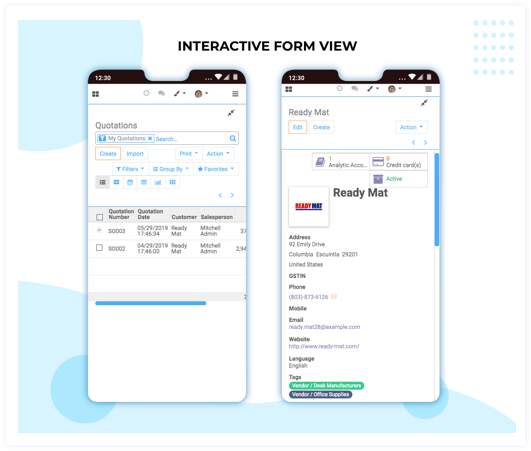 INTERACTIVE FORM VIEW
12:30
Quotations
My Quotations × Search...
Create Import Print Action
Filters Group By Favorites
Quotation Number Quotation Date Customer Salesperson
SO003 05/29/2019 17:46:34 Ready Mat Mitchell Admin
SO002 04/29/2019 17:46:00 Ready Mat Mitchell Admin 2,94
12:30
Ready Mat
Edit Create Action
1 Analytic Acco...
0 Credit card(s)
Active
READYMAT
Ready Mat
Address
92 Emily Drive
Columbia Escuintla 29201
United States
GSTIN
Phone
(803)-873-6126
Mobile
Email
ready.mat28@example.com
Website
http://www.ready-mat.com/
Language
English
Tags
Vendor / Desk Manufacturers
Vendor / Office Supplies